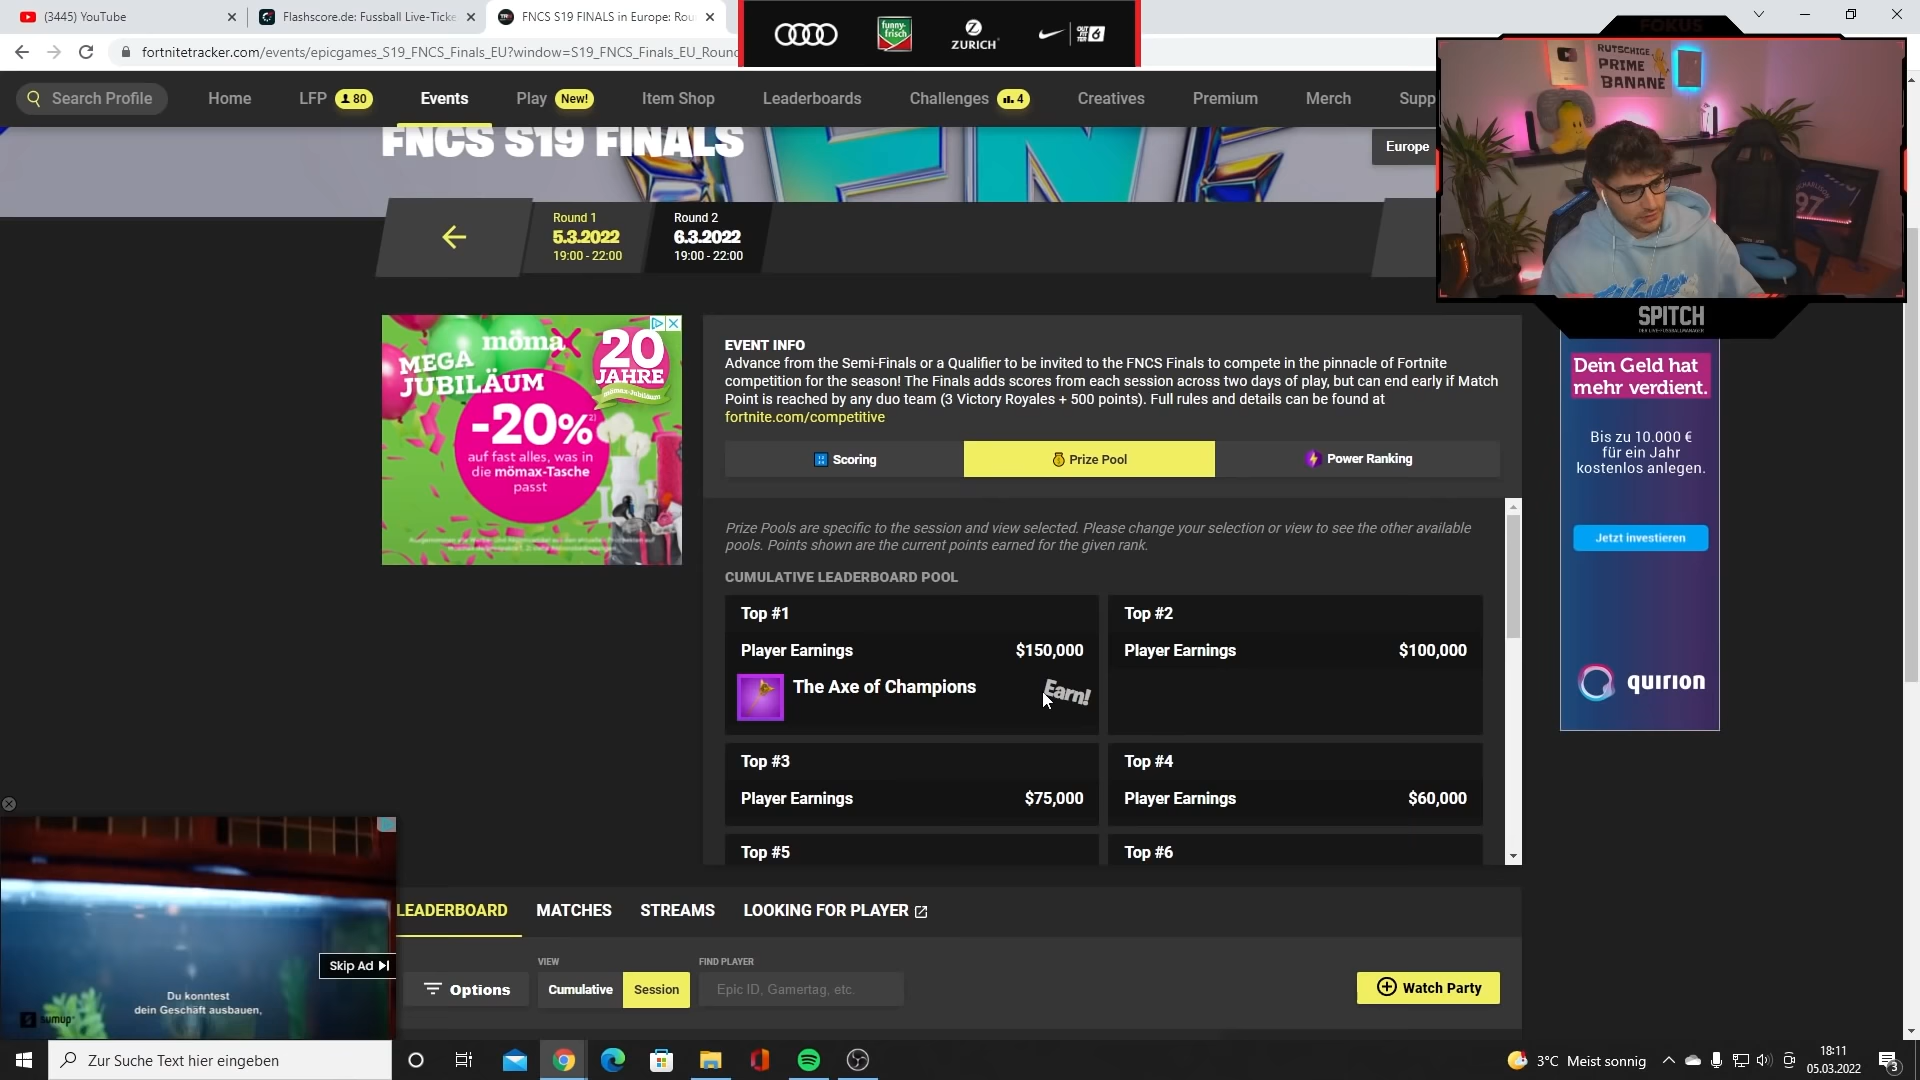 (3445) YouTube
Flashscore.de: Fussball Live-Ticke
FNCS S19 FINALS in Europe: Rou
fortnitetracker.com/events/epicgames_S19_FNCS_Finals_EU?window=S19_FNCS_Finals_EU_Round
funny-frisch
ZURICH
OUTFITTER
FOKUS
RUTSCHIGE
PRIME
BANANE
97
SPITCH
Search Profile
Home
LFP
80
Events
Play
New!
Item Shop
Leaderboards
Challenges
4
Creatives
Premium
Merch
Supp
FNCS S19 FINALS
Europe
Round 1
5.3.2022
19:00 - 22:00
Round 2
6.3.2022
19:00 - 22:00
MEGA
JUBILÄUM
mömax
20
JAHRE
-20%
auf fast alles, was in
die mömax-Tasche
passt
EVENT INFO
Advance from the Semi-Finals or a Qualifier to be invited to the FNCS Finals to compete in the pinnacle of Fortnite
competition for the season! The Finals adds scores from each session across two days of play, but can end early if Match
Point is reached by any duo team (3 Victory Royales + 500 points). Full rules and details can be found at
fortnite.com/competitive
Scoring
Prize Pool
Power Ranking
Prize Pools are specific to the session and view selected. Please change your selection or view to see the other available
pools. Points shown are the current points earned for the given rank.
CUMULATIVE LEADERBOARD POOL
Top #1
Player Earnings
$150,000
The Axe of Champions
Earn!
Top #2
Player Earnings
$100,000
Top #3
Player Earnings
$75,000
Top #4
Player Earnings
$60,000
Top #5
Top #6
Dein Geld hat
mehr verdient.
Bis zu 10.000 €
für ein Jahr
kostenlos anlegen.
Jetzt investieren
quirion
LEADERBOARD
MATCHES
STREAMS
LOOKING FOR PLAYER
Options
VIEW
Cumulative
Session
FIND PLAYER
Epic ID, Gamertag, etc.
Watch Party
Skip Ad
Du konntest
dein Geschäft ausbauen,
sumup
Zur Suche Text hier eingeben
3°C Meist sonnig
18:11
05.03.2022
3